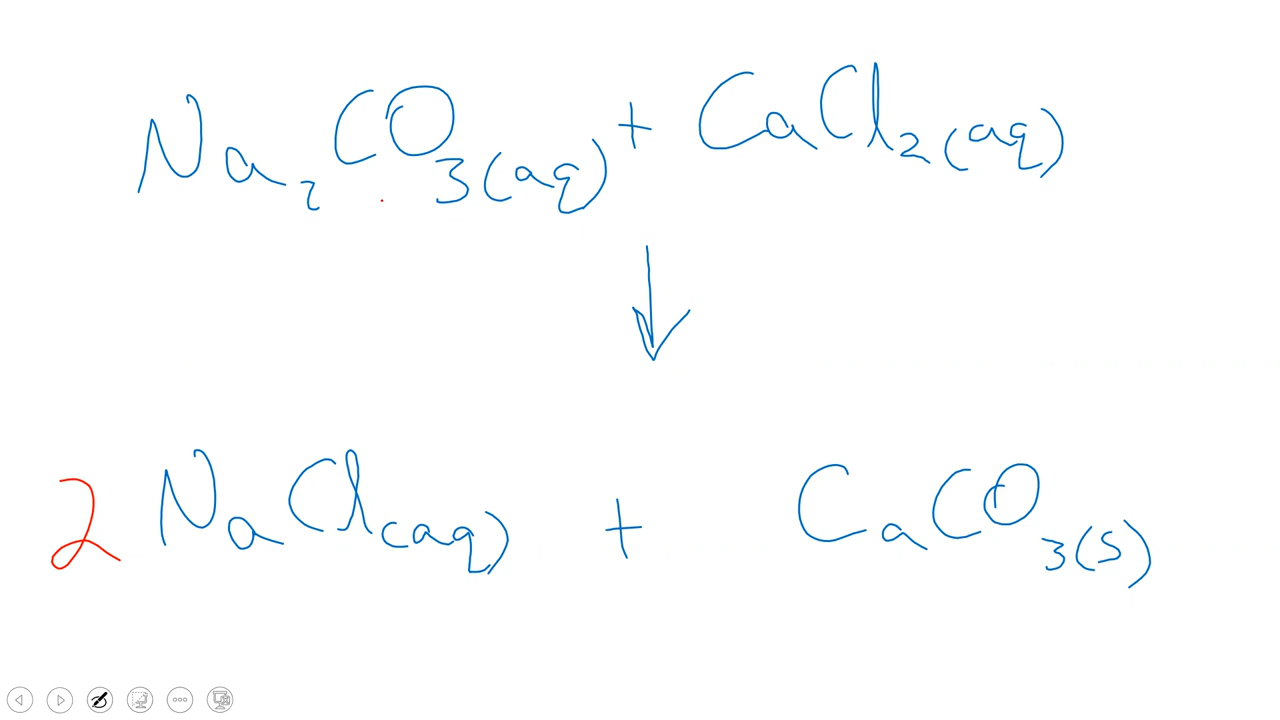 Na₂CO₃(aq) + CaCl₂(aq)
↓
2 NaCl(aq) + CaCO₃(s)